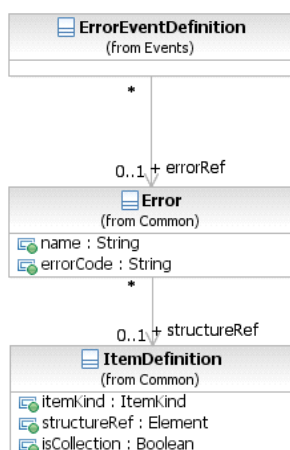 ErrorEventDefinition
(from Events)
*
0..1 + errorRef
Error
(from Common)
name : String
errorCode : String
*
0..1 + structureRef
ItemDefinition
(from Common)
itemKind : ItemKind
structureRef : Element
isCollection : Boolean